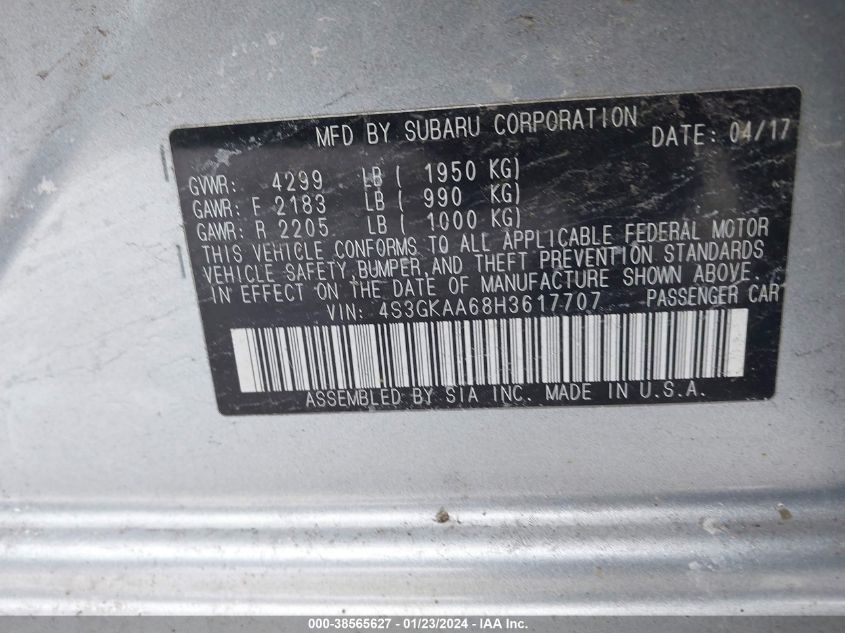 MFD BY SUBARU CORPORATION DATE: 04/17
GVWR: 4299 LB ( 1950 KG)
GAWR: F 2183 LB ( 990 KG)
GAWR: R 2205 LB ( 1000 KG)
THIS VEHICLE CONFORMS TO ALL APPLICABLE FEDERAL MOTOR
VEHICLE SAFETY,BUMPER,AND THEFT PREVENTION STANDARDS
IN EFFECT ON THE DATE OF MANUFACTURE SHOWN ABOVE.
VIN: 4S3GKAA68H3617707 PASSENGER CAR
ASSEMBLED BY SIA INC. MADE IN U.S.A.
000-38565627 - 01/23/2024 - IAA Inc.